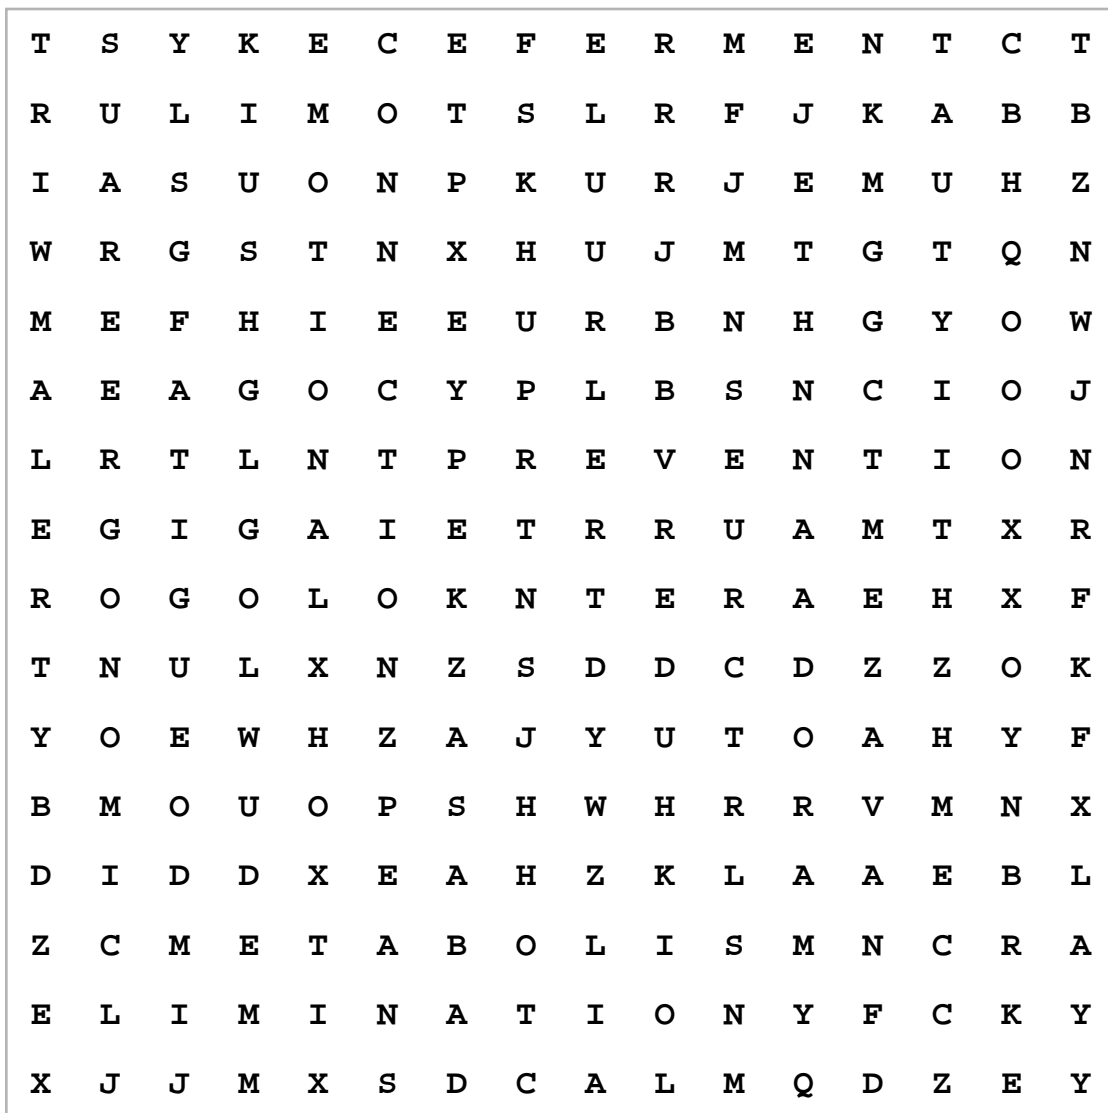 T S Y K E C E F E R M E N T C T
R U L I M O T S L R F J K A B B
I A S U O N P K U R J E M U H Z
W R G S T N X H U J M T G T Q N
M E F H I E E U R B N H G Y O W
A E A G O C Y P L B S N C I O J
L R T L N T P R E V E N T I O N
E G I G A I E T R R U A M T X R
R O G O L O K N T E R A E H X F
T N U L X N Z S D D C D Z Z O K
Y O E W H Z A J Y U T O A H Y F
B M O U O P S H W H R R V M N X
D I D D X E A H Z K L A A E B L
Z C M E T A B O L I S M N C R A
E L I M I N A T I O N Y F C K Y
X J J M X S D C A L M Q D Z E Y